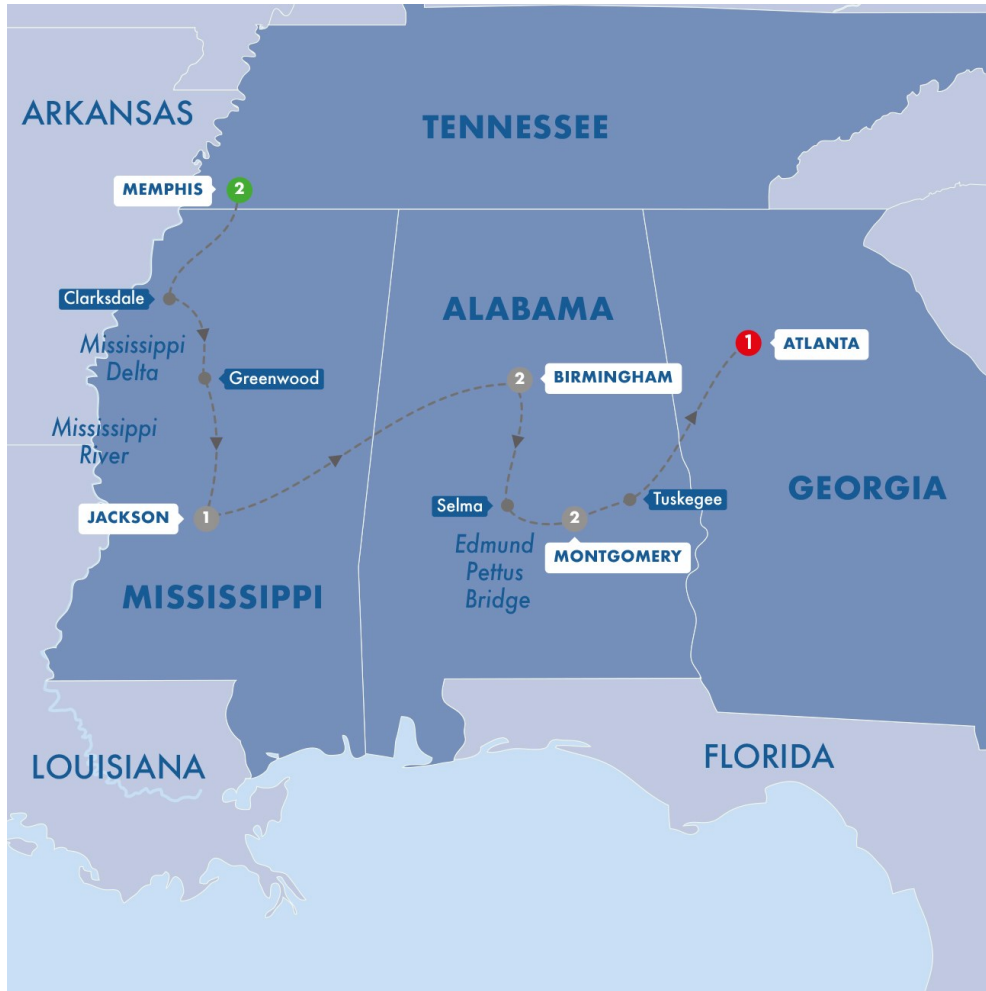 ARKANSAS
TENNESSEE
MEMPHIS
2
Clarksdale
ALABAMA
Mississippi
Delta
1
ATLANTA
Greenwood
2
BIRMINGHAM
Mississippi
River
GEORGIA
JACKSON
1
Selma
2
Tuskegee
Edmund
Pettus
Bridge
MONTGOMERY
MISSISSIPPI
LOUISIANA
FLORIDA